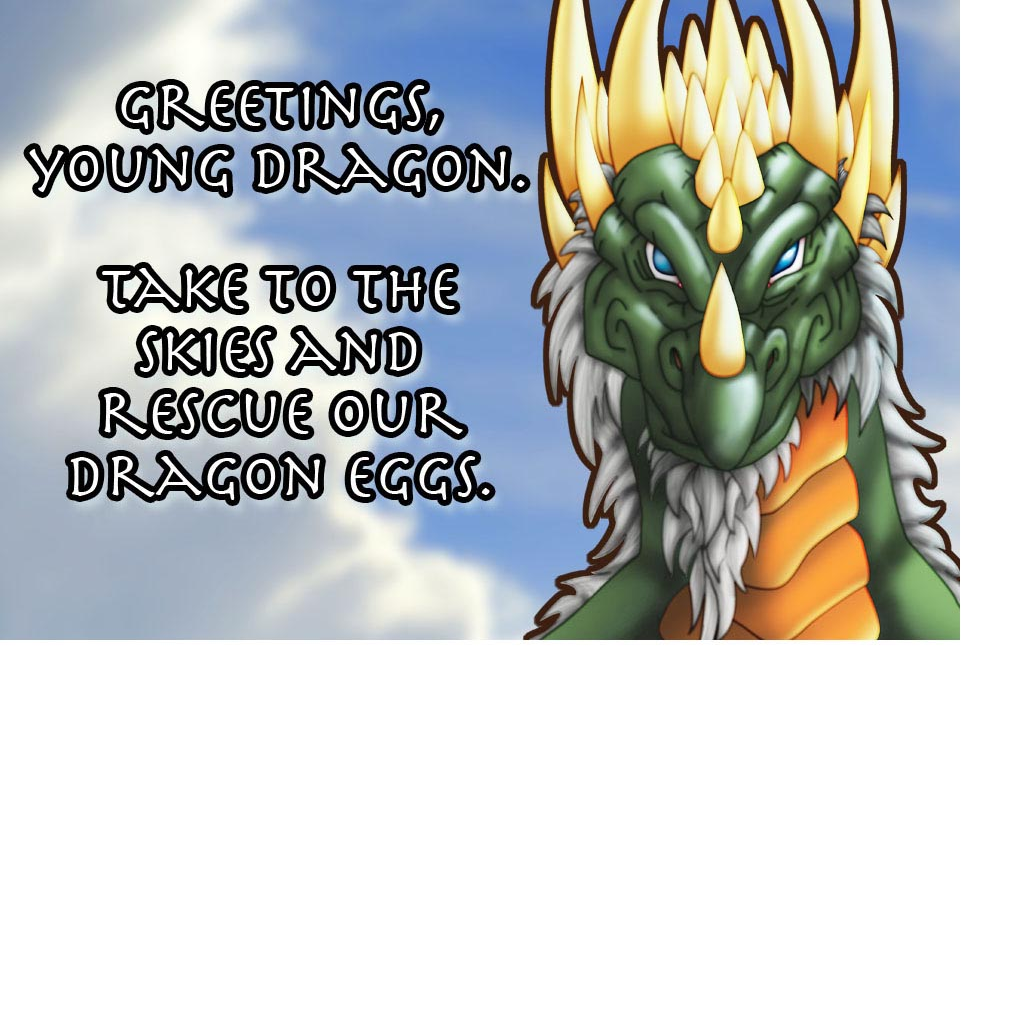 GREETINGS,
YOUNG DRAGON.
TAKE TO THE
SKIES AND
RESCUE OUR
DRAGON EGGS.